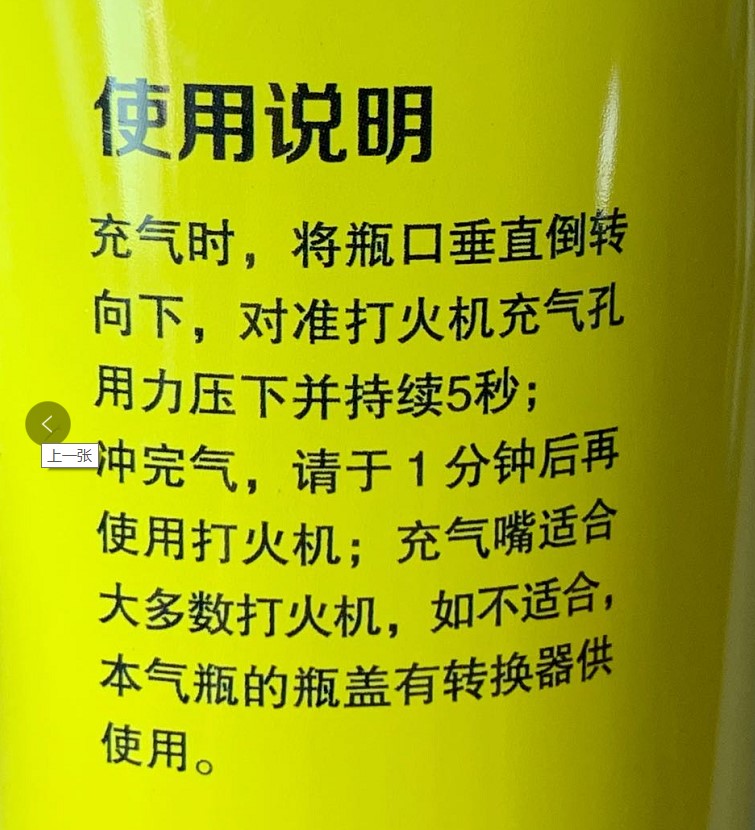 使用说明
充气时，将瓶口垂直倒转
向下，对准打火机充气孔
用力压下并持续5秒；
冲完气，请于1分钟后再
使用打火机；充气嘴适合
大多数打火机，如不适合，
本气瓶的瓶盖有转换器供
使用。
上一张